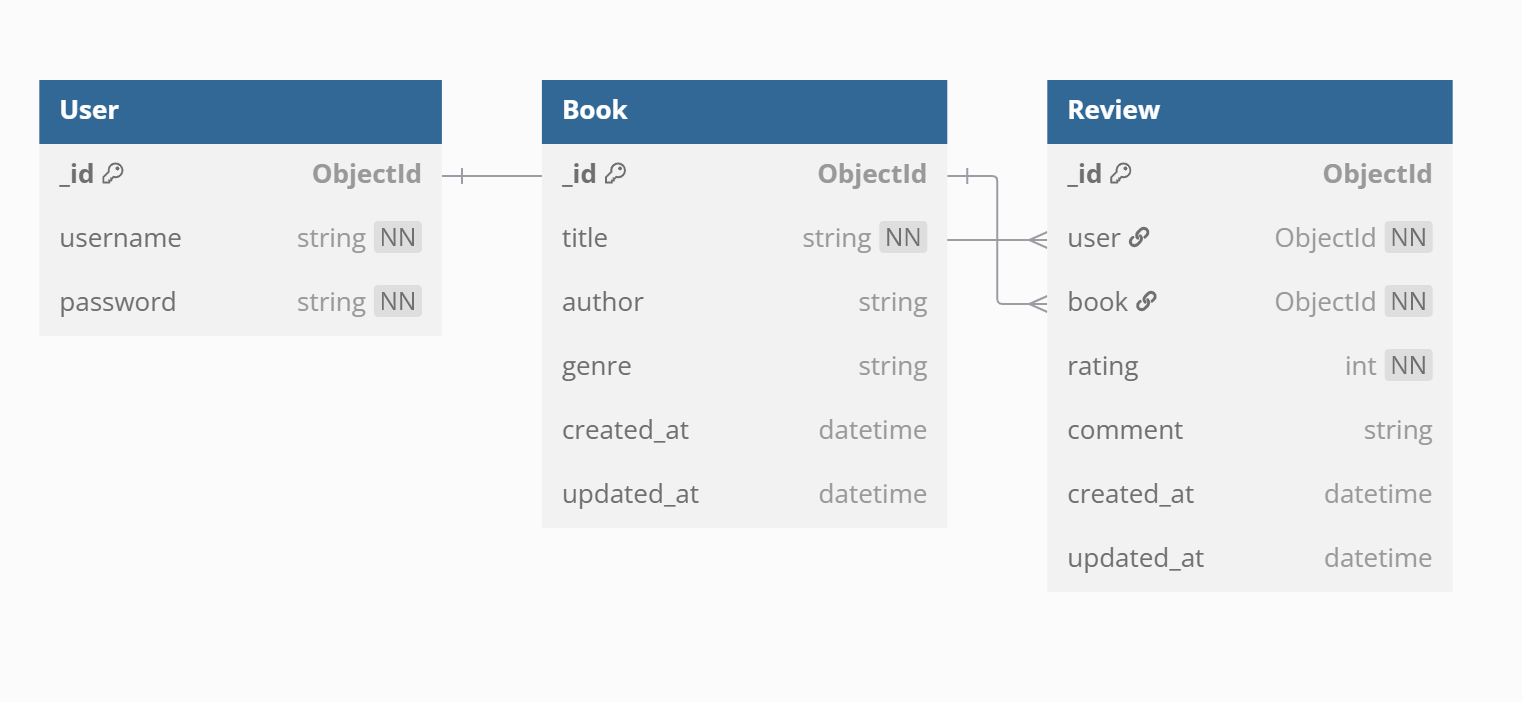 User
_id ObjectId
username string NN
password string NN
Book
_id ObjectId
title string NN
author string
genre string
created_at datetime
updated_at datetime
Review
_id ObjectId
user ObjectId NN
book ObjectId NN
rating int NN
comment string
created_at datetime
updated_at datetime